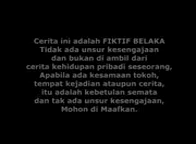 Cerita ini adalah FIKTIF BELAKA
Tidak ada unsur kesengajaan
dan bukan di ambil dari
cerita kehidupan pribadi seseorang,
Apabila ada kesamaan tokoh,
tempat kejadian ataupun cerita,
itu adalah kebetulan semata
dan tak ada unsur kesengajaan,
Mohon di Maafkan.